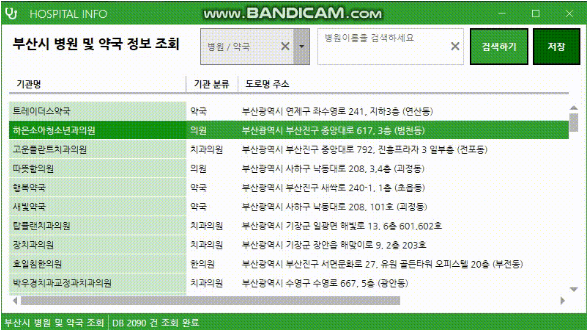 HOSPITAL INFO
www.BANDICAM.com
부산시 병원 및 약국 정보 조회
병원 / 약국
병원이름을 검색하세요
검색하기
저장
기관명 기관 분류 도로명 주소
트레이더스약국 약국 부산광역시 연제구 좌수영로 241, 지하3층 (연산동)
하은소아청소년과의원 의원 부산광역시 부산진구 중앙대로 617, 3층 (범천동)
고운플란트치과의원 치과의원 부산광역시 부산진구 중앙대로 792, 진흥프라자 3 일부층 (전포동)
따뜻함의원 의원 부산광역시 사하구 낙동대로 208, 3,4층 (괴정동)
행복약국 약국 부산광역시 부산진구 새싹로 240-1, 1층 (초읍동)
새빛약국 약국 부산광역시 사하구 낙동대로 208, 101호 (괴정동)
탑플랜치과의원 치과의원 부산광역시 기장군 일광면 해빛로 13, 6층 601,602호
장치과의원 치과의원 부산광역시 기장군 장안읍 해맞이로 9, 2층 203호
효일침한의원 한의원 부산광역시 부산진구 서면문화로 27, 유원 골든타워 오피스텔 20층 (부전동)
박우경치과교정과치과의원 치과의원 부산광역시 수영구 수영로 667, 5층 (광안동)
부산시 병원 및 약국 조회 DB 2090 건 조회 완료